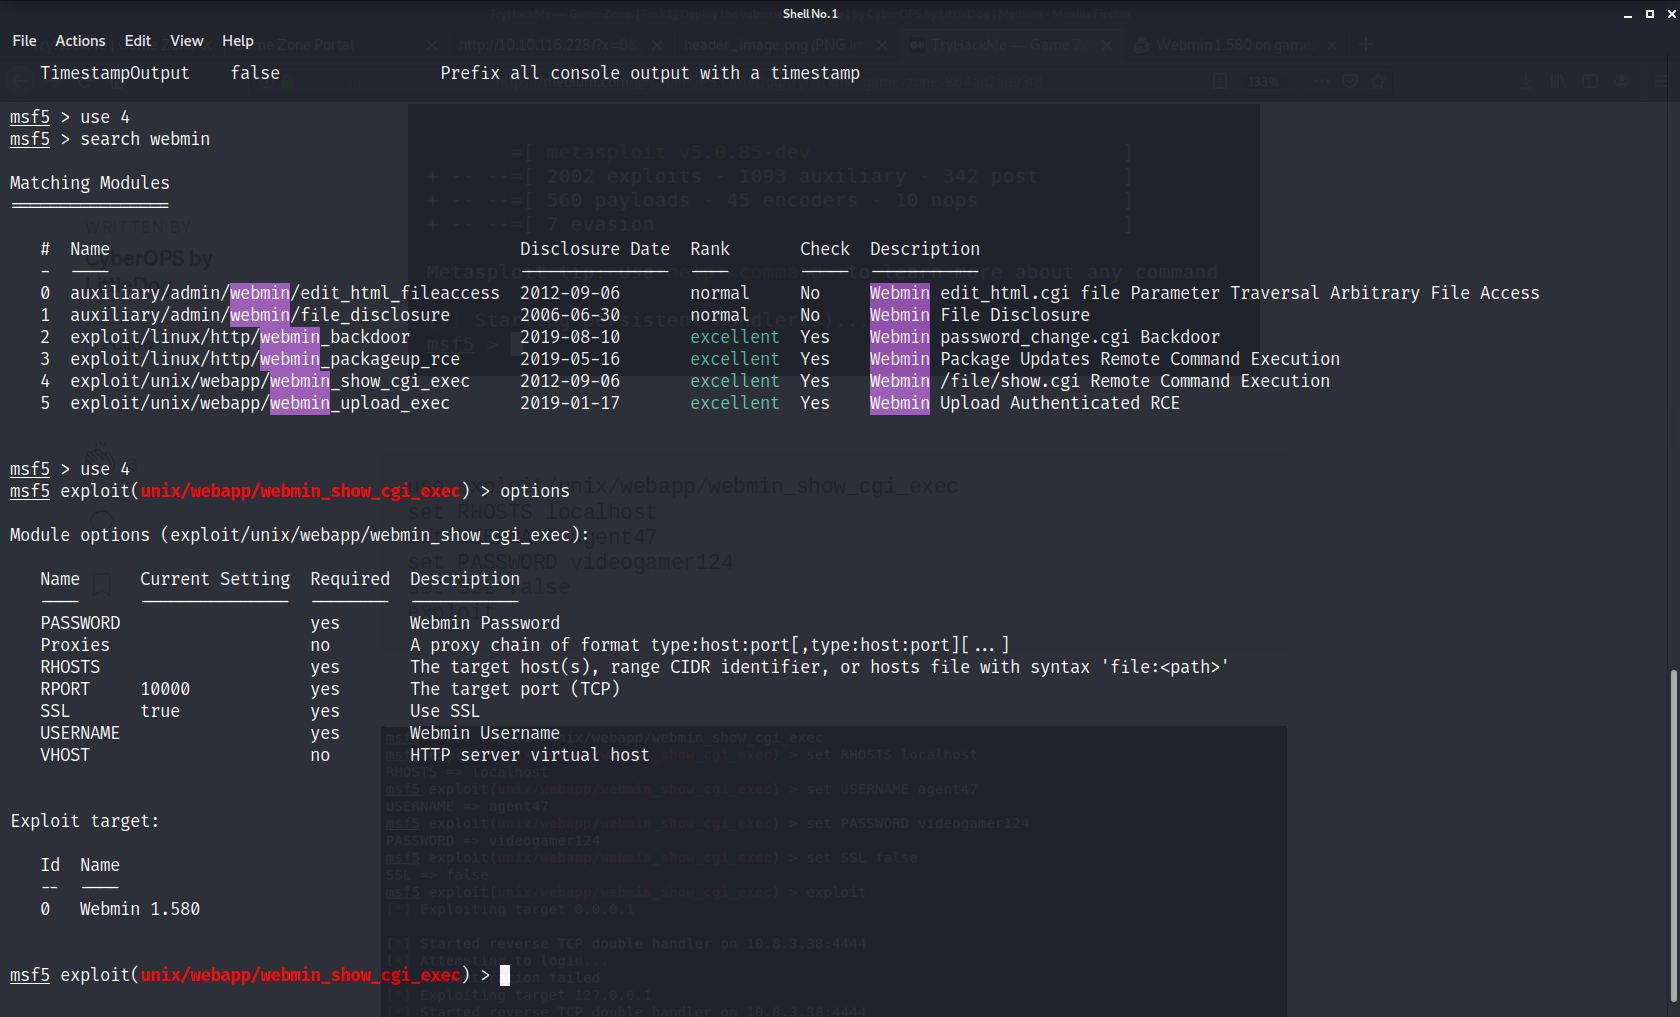 Shell No. 1
File Actions Edit View Help
TimestampOutput false Prefix all console output with a timestamp
msf5 > use 4
msf5 > search webmin
Matching Modules
================
# Name Disclosure Date Rank Check Description
- ---- --------------- ---- ----- -----------
0 auxiliary/admin/webmin/edit_html_fileaccess 2012-09-06 normal No Webmin edit_html.cgi file Parameter Traversal Arbitrary File Access
1 auxiliary/admin/webmin/file_disclosure 2006-06-30 normal No Webmin File Disclosure
2 exploit/linux/http/webmin_backdoor 2019-08-10 excellent Yes Webmin password_change.cgi Backdoor
3 exploit/linux/http/webmin_packageup_rce 2019-05-16 excellent Yes Webmin Package Updates Remote Command Execution
4 exploit/unix/webapp/webmin_show_cgi_exec 2012-09-06 excellent Yes Webmin /file/show.cgi Remote Command Execution
5 exploit/unix/webapp/webmin_upload_exec 2019-01-17 excellent Yes Webmin Upload Authenticated RCE
msf5 > use 4
msf5 exploit(unix/webapp/webmin_show_cgi_exec) > options
Module options (exploit/unix/webapp/webmin_show_cgi_exec):
Name Current Setting Required Description
---- --------------- -------- -----------
PASSWORD yes Webmin Password
Proxies no A proxy chain of format type:host:port[,type:host:port][...]
RHOSTS yes The target host(s), range CIDR identifier, or hosts file with syntax 'file:<path>'
RPORT 10000 yes The target port (TCP)
SSL true yes Use SSL
USERNAME yes Webmin Username
VHOST no HTTP server virtual host
Exploit target:
Id Name
-- ----
0 Webmin 1.580
msf5 exploit(unix/webapp/webmin_show_cgi_exec) >